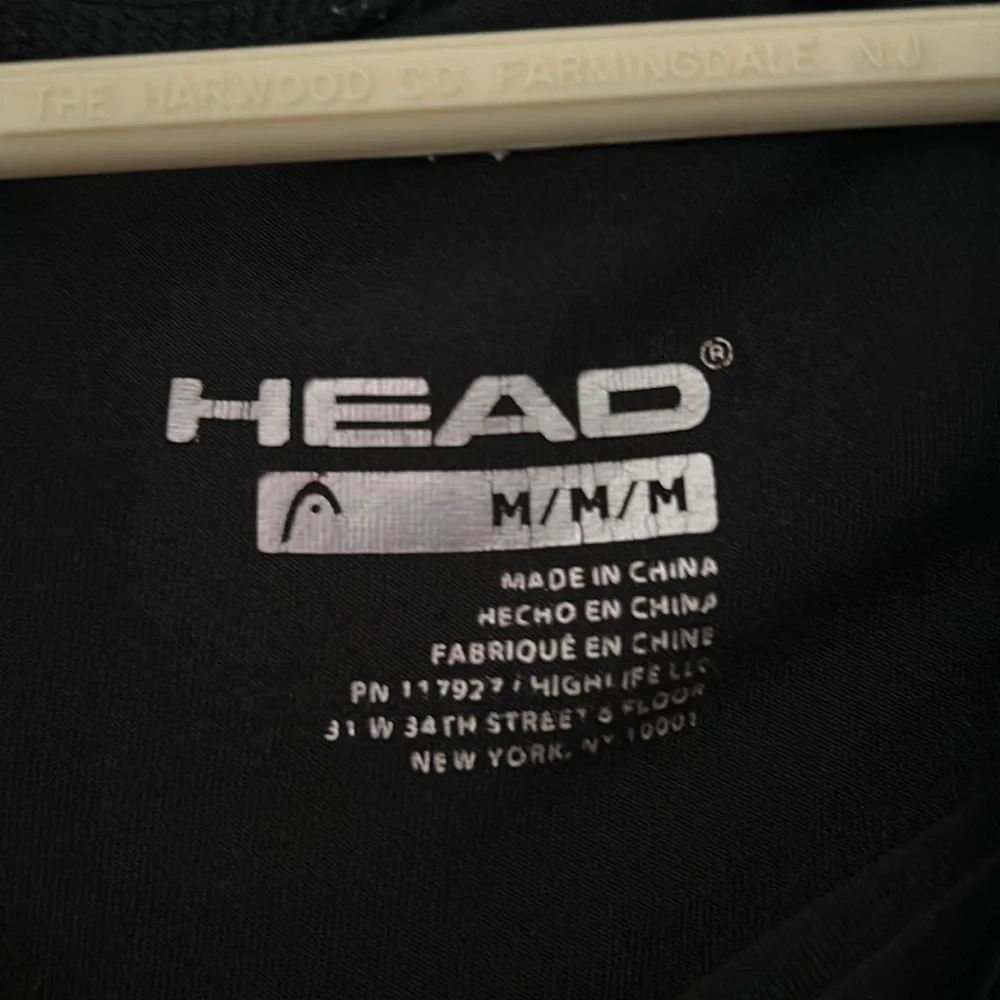 THE HARWOOD CO FARMINGDALE NJ
HEAD®
M/M/M
MADE IN CHINA
HECHO EN CHINA
FABRIQUÉ EN CHINE
PN 117927 / HIGHLIFE LLC
31 W 34TH STREET 6 FLOOR
NEW YORK, NY 10001